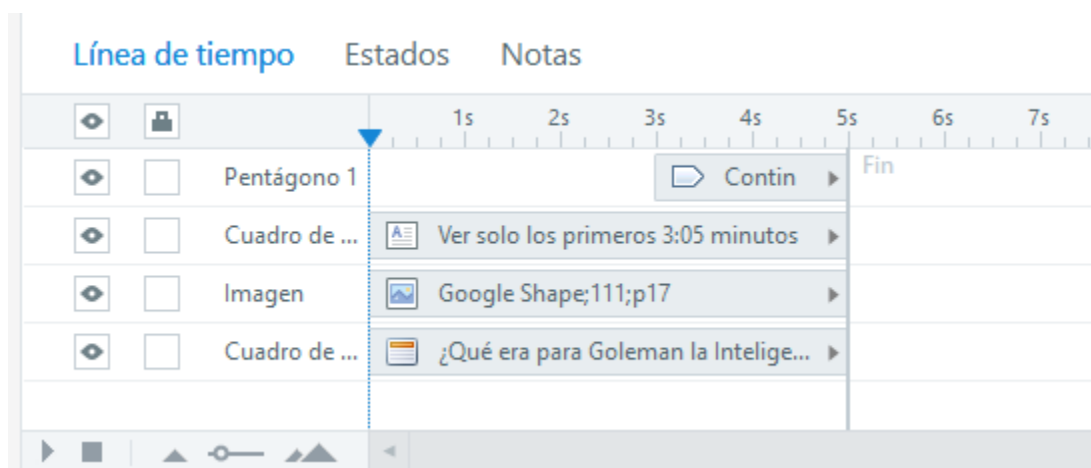 Línea de tiempo Estados Notas
1s 2s 3s 4s 5s 6s 7s
Pentágono 1 Contin Fin
Cuadro de ... Ver solo los primeros 3:05 minutos
Imagen Google Shape;111;p17
Cuadro de ... ¿Qué era para Goleman la Intelige...